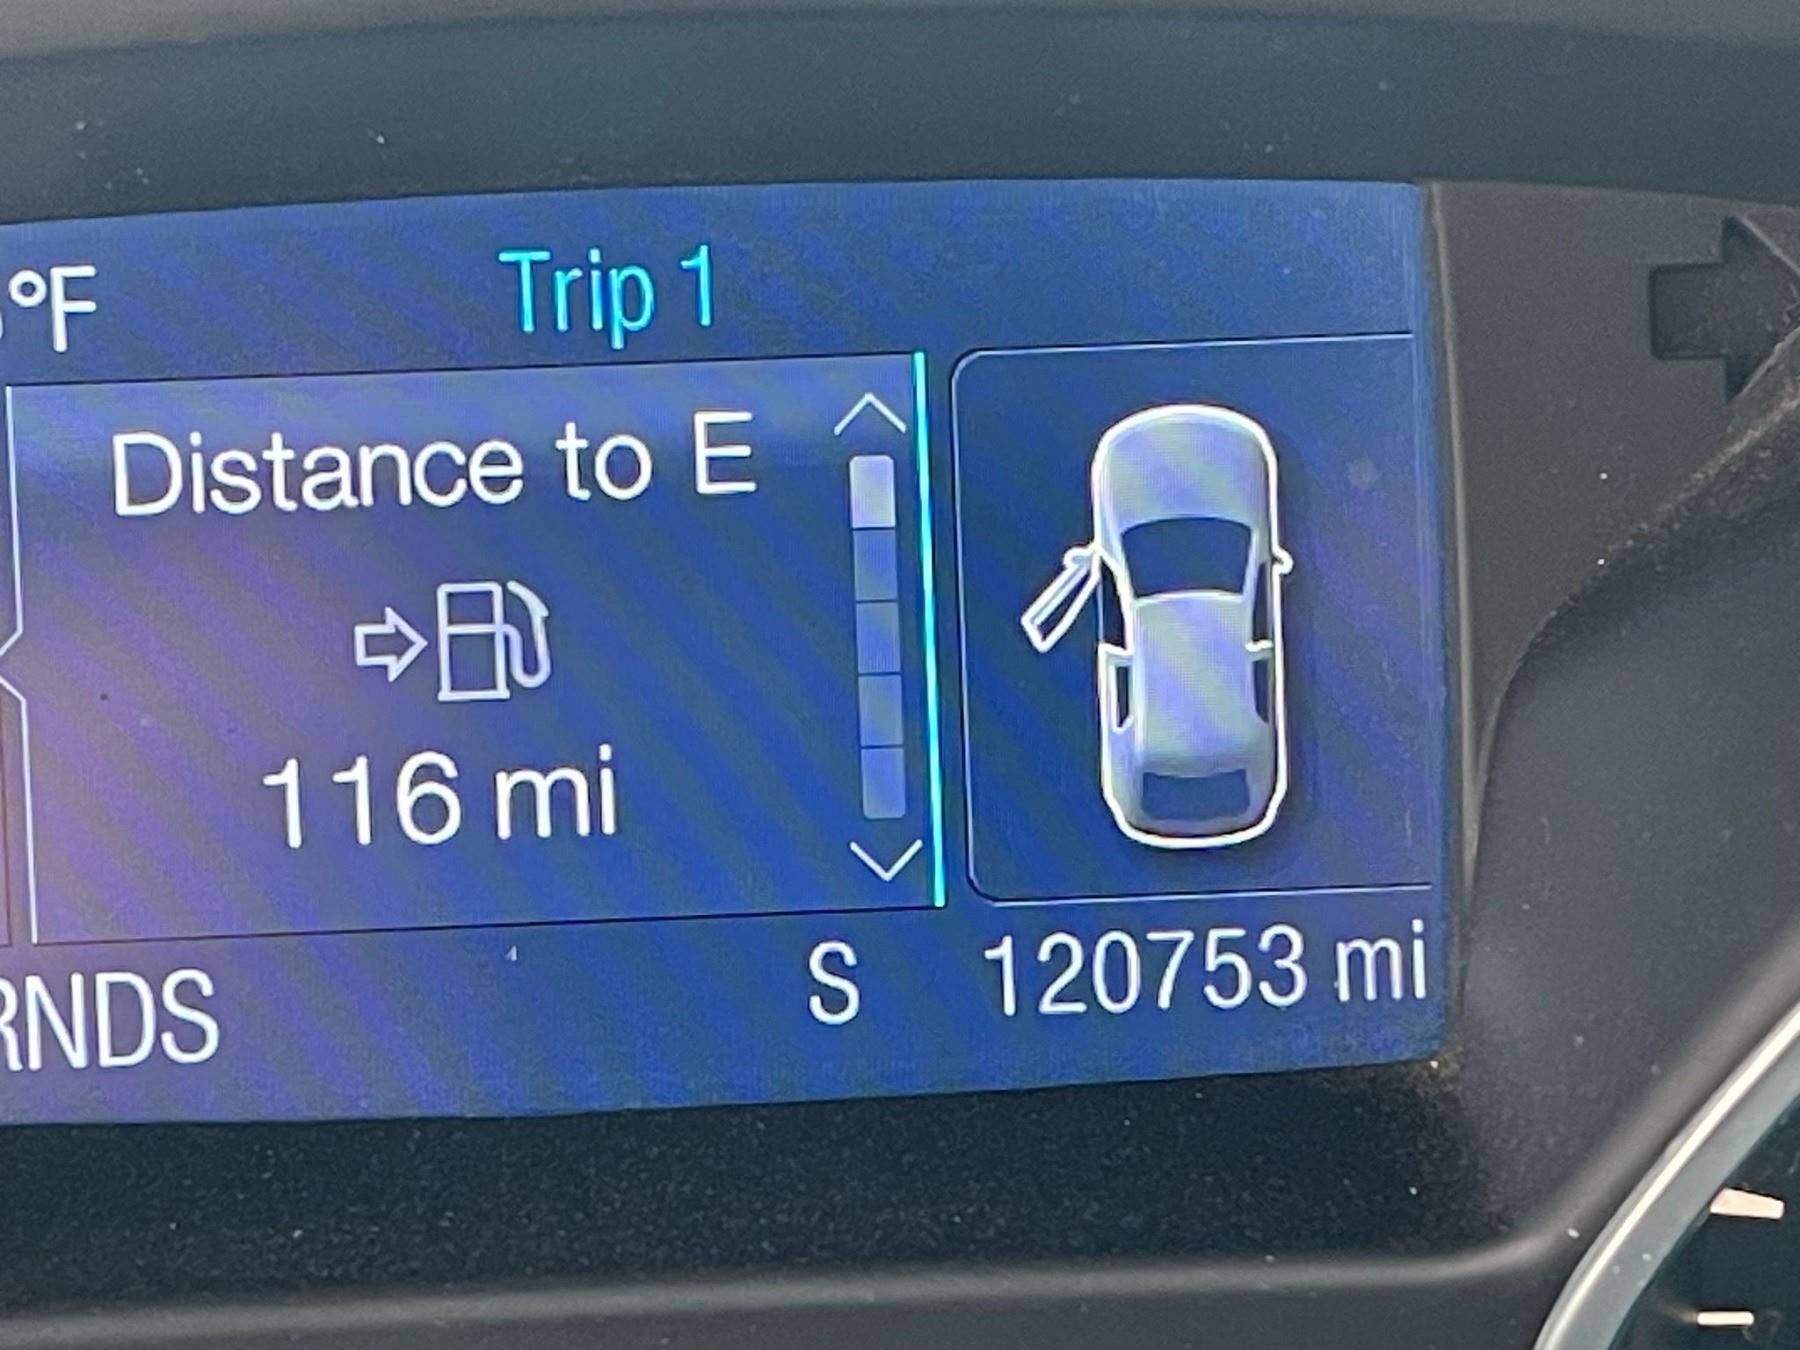 °F
Trip 1
Distance to E
116 mi
RNDS
S
120753 mi